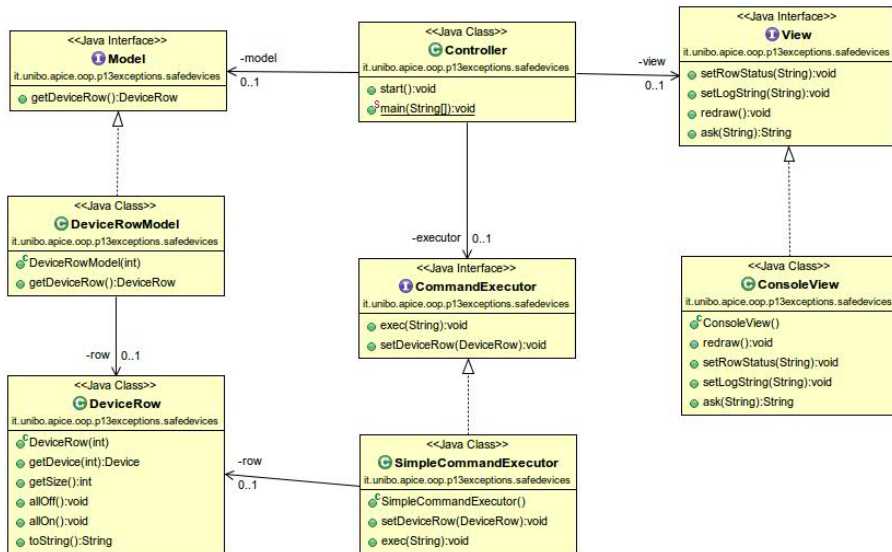 <<Java Interface>>
Model
it.unibo.apice.oop.p13exceptions.safedevices
getDeviceRow():DeviceRow
-model
0..1
<<Java Class>>
Controller
it.unibo.apice.oop.p13exceptions.safedevices
start():void
main(String[]):void
-view
0..1
<<Java Interface>>
View
it.unibo.apice.oop.p13exceptions.safedevices
setRowStatus(String):void
setLogString(String):void
redraw():void
ask(String):String
<<Java Class>>
DeviceRowModel
it.unibo.apice.oop.p13exceptions.safedevices
DeviceRowModel(int)
getDeviceRow():DeviceRow
-executor
0..1
<<Java Interface>>
CommandExecutor
it.unibo.apice.oop.p13exceptions.safedevices
exec(String):void
setDeviceRow(DeviceRow):void
<<Java Class>>
ConsoleView
it.unibo.apice.oop.p13exceptions.safedevices
ConsoleView()
redraw():void
setRowStatus(String):void
setLogString(String):void
ask(String):String
-row
0..1
<<Java Class>>
DeviceRow
it.unibo.apice.oop.p13exceptions.safedevices
DeviceRow(int)
getDevice(int):Device
getSize():int
allOff():void
allOn():void
toString():String
-row
0..1
<<Java Class>>
SimpleCommandExecutor
it.unibo.apice.oop.p13exceptions.safedevices
SimpleCommandExecutor()
setDeviceRow(DeviceRow):void
exec(String):void